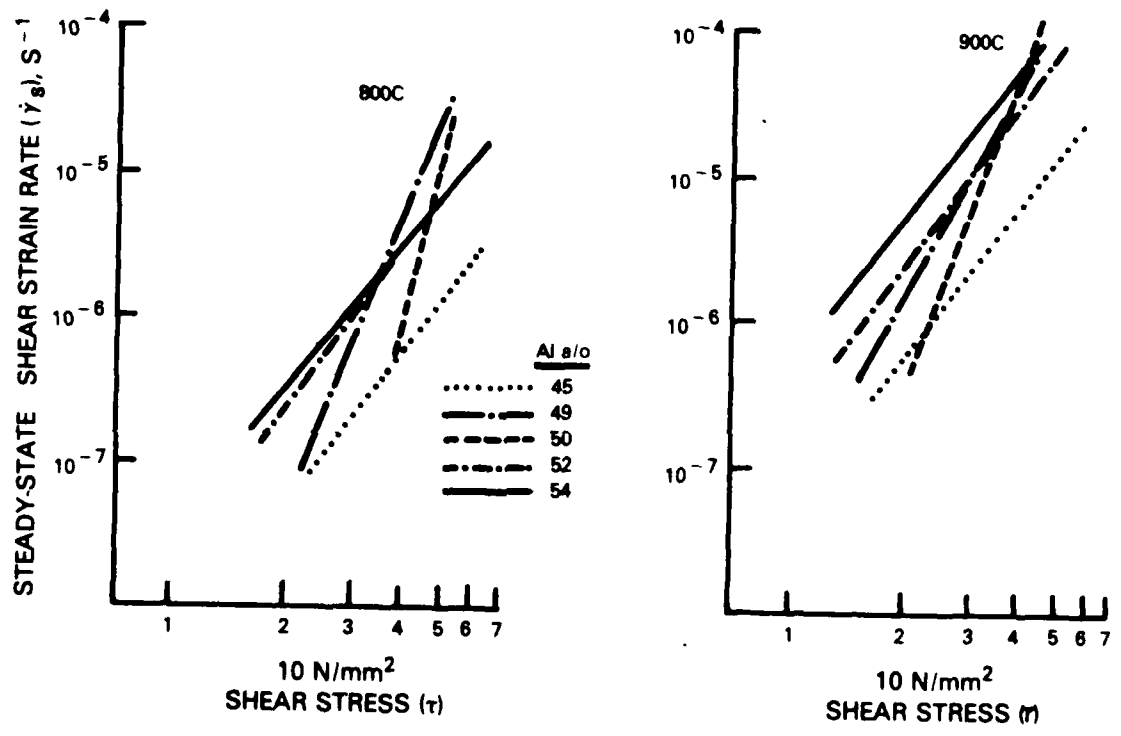 STEADY-STATE SHEAR STRAIN RATE (γ̇s), S−1
10−4
10−5
10−6
10−7
800C
Al a/o
45
49
50
52
54
1 2 3 4 5 6 7
10 N/mm2
SHEAR STRESS (τ)
10−4
10−5
10−6
10−7
900C
1 2 3 4 5 6 7
10 N/mm2
SHEAR STRESS (τ)